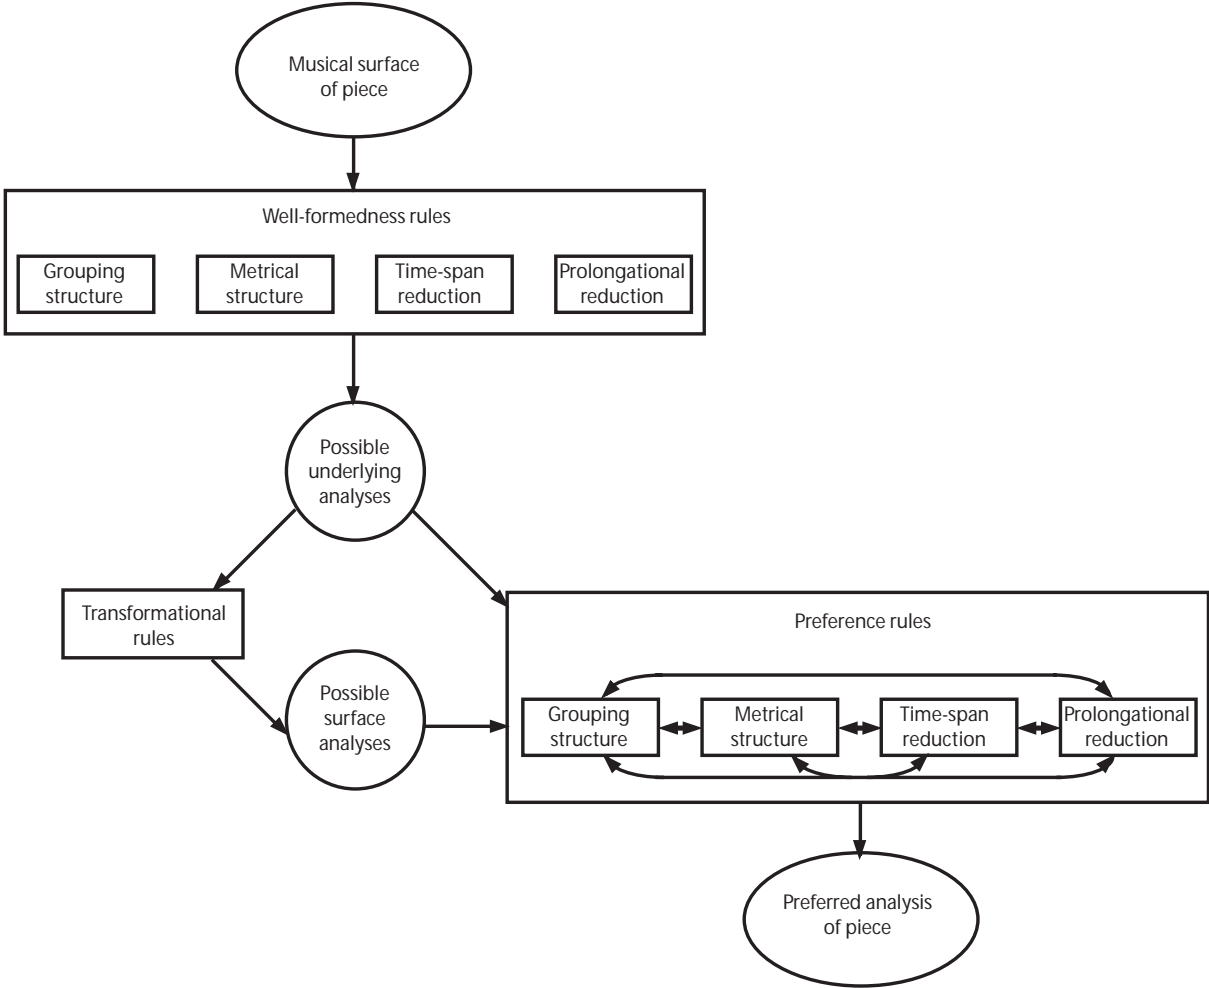 Musical surface
of piece
Well-formedness rules
Grouping
structure
Metrical
structure
Time-span
reduction
Prolongational
reduction
Possible
underlying
analyses
Transformational
rules
Possible
surface
analyses
Preference rules
Grouping
structure
Metrical
structure
Time-span
reduction
Prolongational
reduction
Preferred analysis
of piece